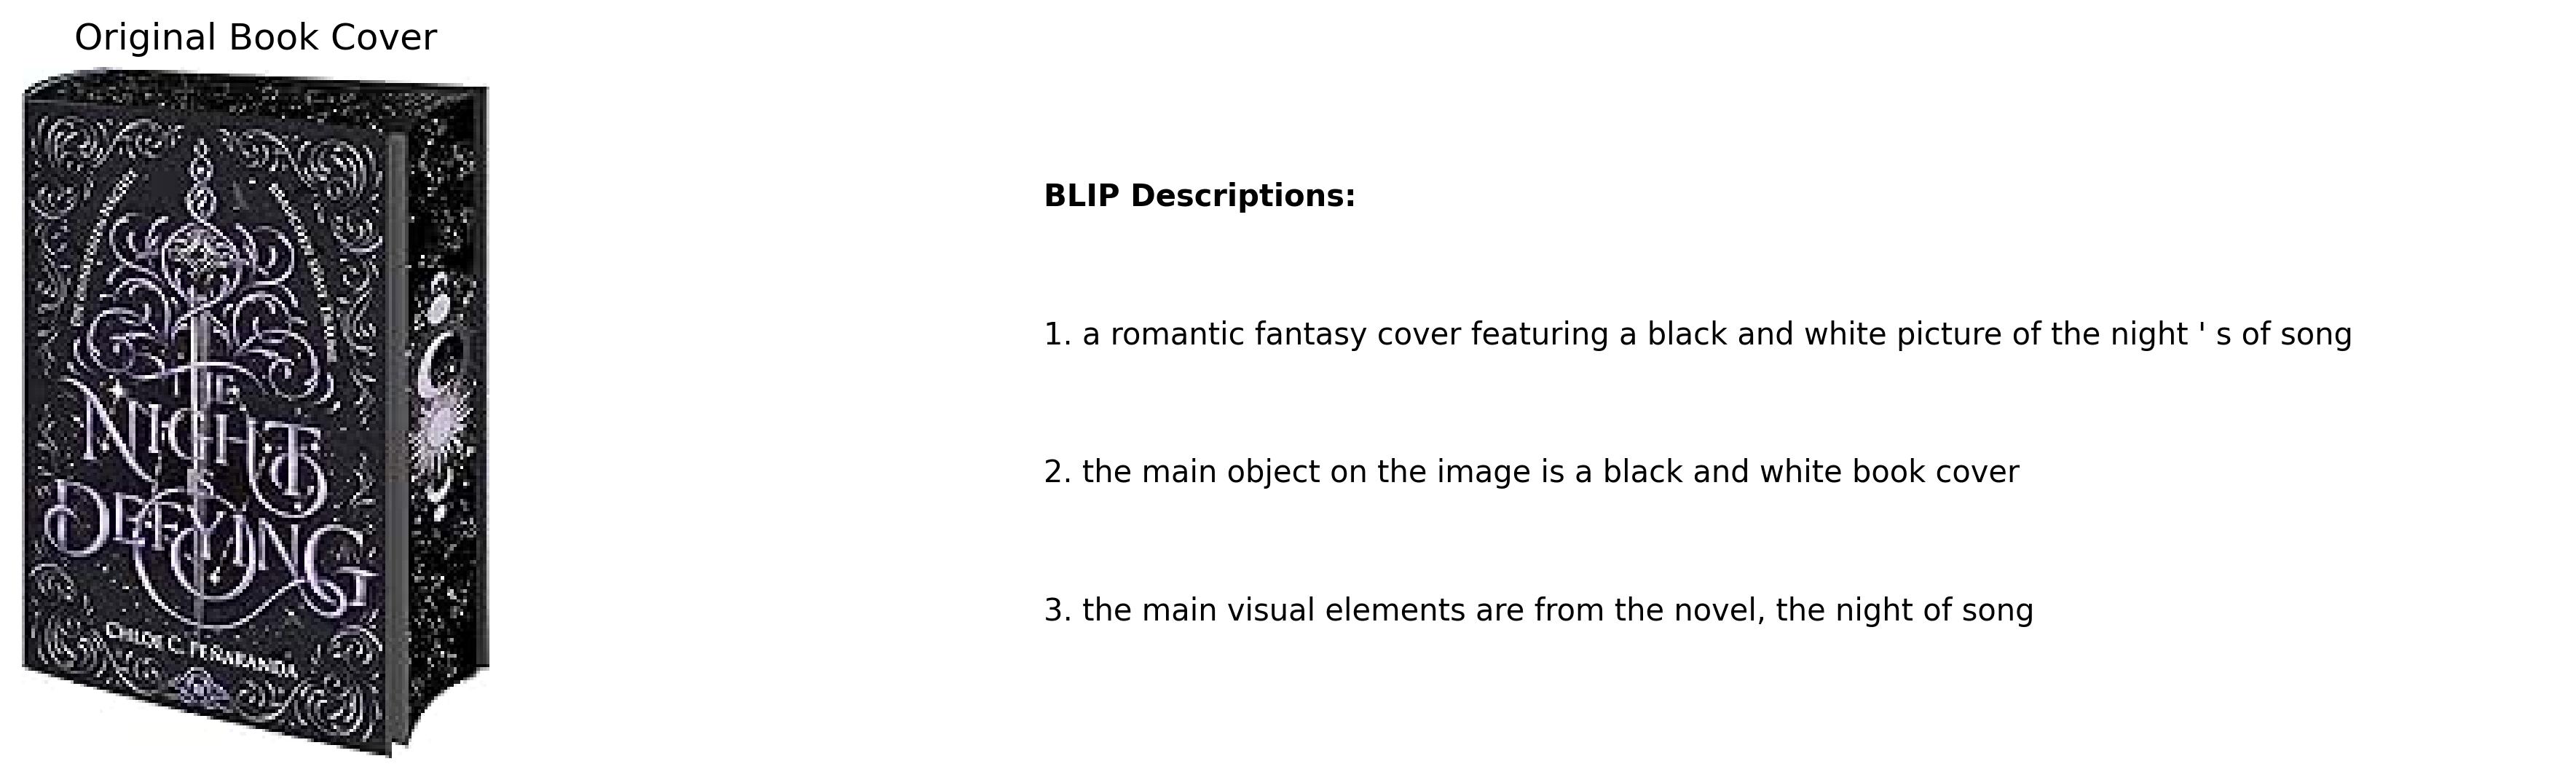 Original Book Cover
THE
NIGHT
IS
DEFYING
CHLOE C. PEÑARANDA
BLIP Descriptions:
1. a romantic fantasy cover featuring a black and white picture of the night ' s of song
2. the main object on the image is a black and white book cover
3. the main visual elements are from the novel, the night of song